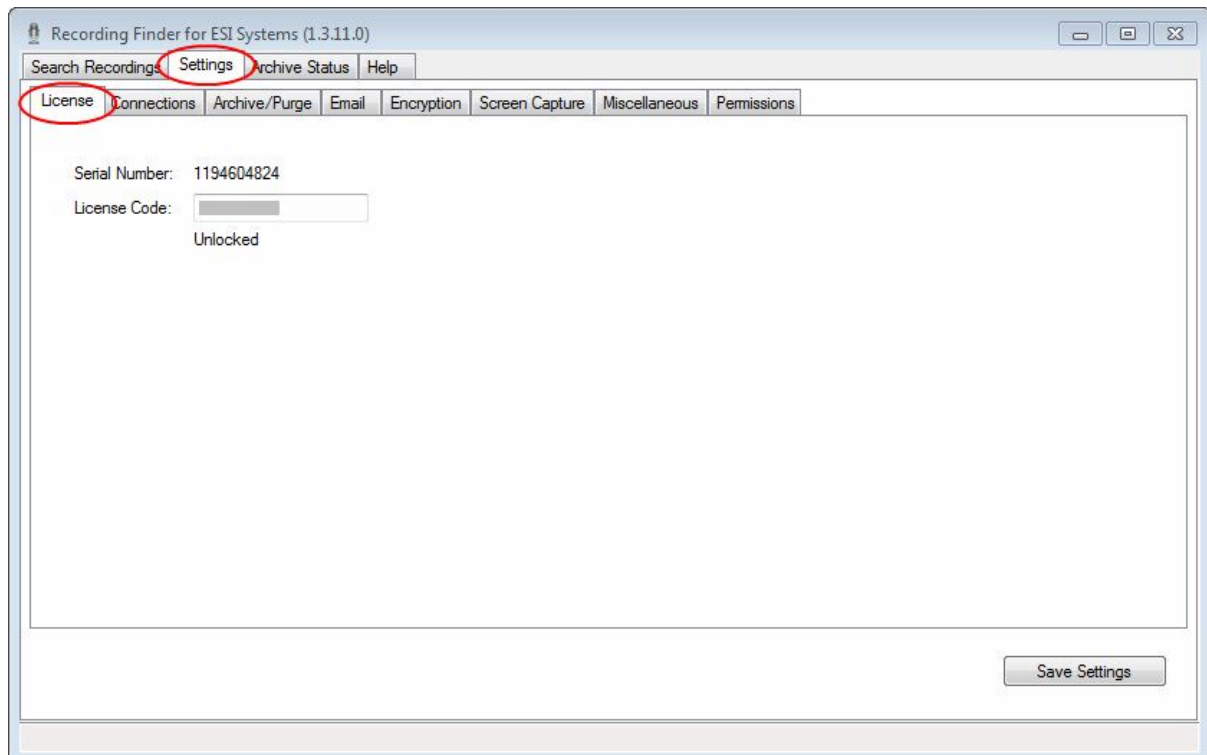 Recording Finder for ESI Systems (1.3.11.0)
Search Recordings Settings Archive Status Help
License Connections Archive/Purge Email Encryption Screen Capture Miscellaneous Permissions
Serial Number: 1194604824
License Code:
Unlocked
Save Settings